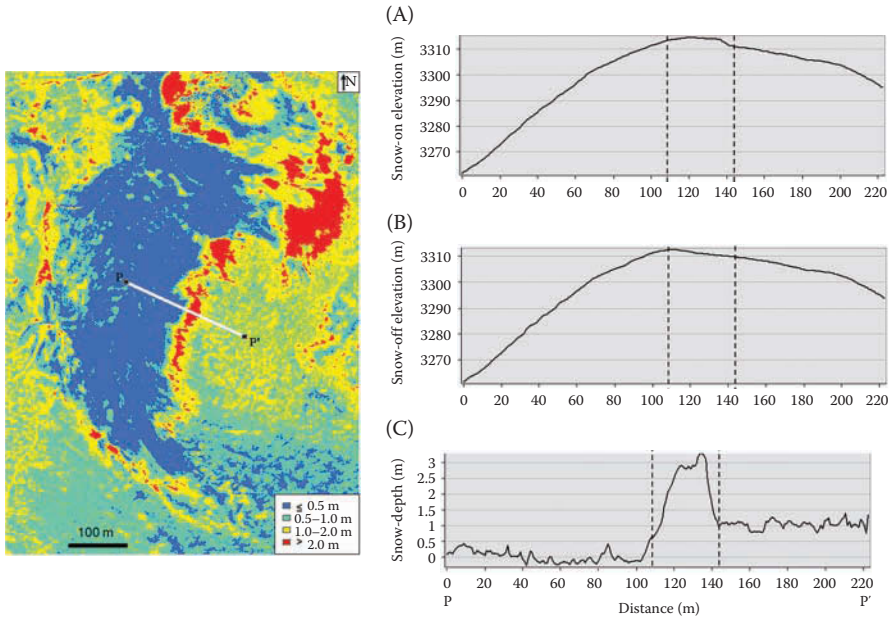 N
P
P'
≤ 0.5 m
0.5–1.0 m
1.0–2.0 m
> 2.0 m
100 m
(A)
Snow-on elevation (m)
3310
3300
3290
3280
3270
0 20 40 60 80 100 120 140 160 180 200 220
(B)
Snow-off elevation (m)
3310
3300
3290
3280
3270
0 20 40 60 80 100 120 140 160 180 200 220
(C)
Snow-depth (m)
3
2.5
2
1.5
1
0.5
0
0 20 40 60 80 100 120 140 160 180 200 220
P Distance (m) P′